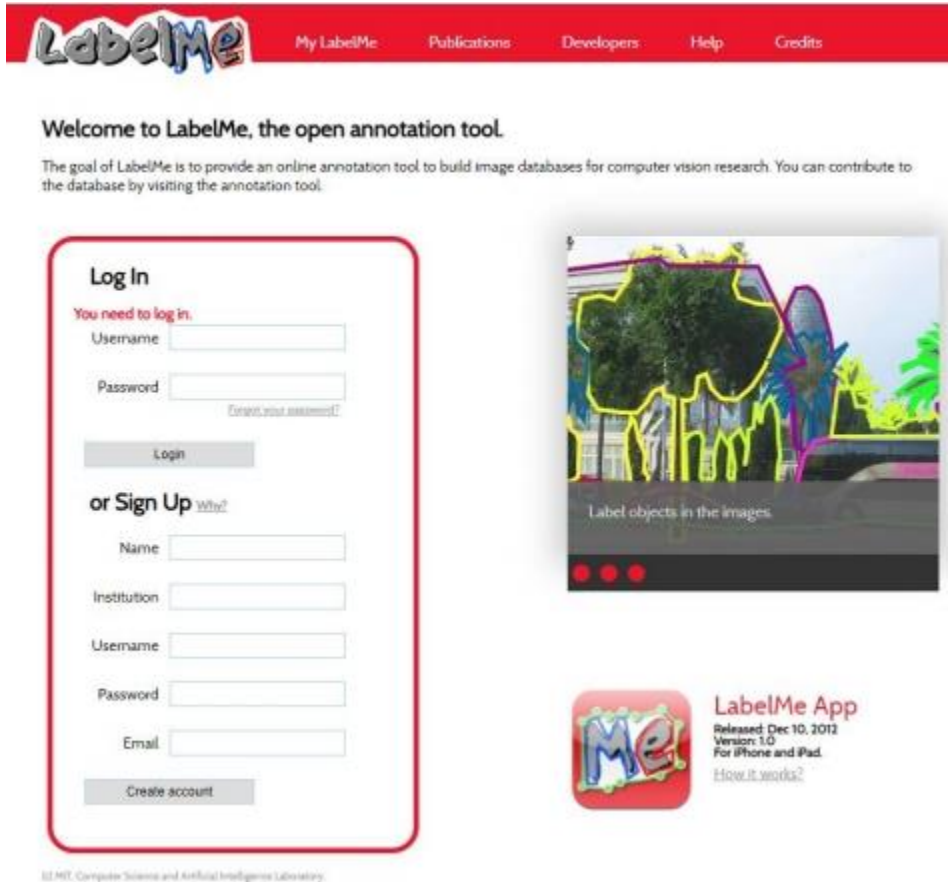 LabelMe
My LabelMe Publications Developers Help Credits
Welcome to LabelMe, the open annotation tool.
The goal of LabelMe is to provide an online annotation tool to build image databases for computer vision research. You can contribute to
the database by visiting the annotation tool.
Log In
You need to log in.
Username
Password
Forgot your password?
Login
or Sign Up Why?
Name
Institution
Username
Password
Email
Create account
Label objects in the images.
Me
LabelMe App
Released: Dec 10, 2012
Version: 1.0
For iPhone and iPad.
How it works?
(c) MIT, Computer Science and Artificial Intelligence Laboratory.